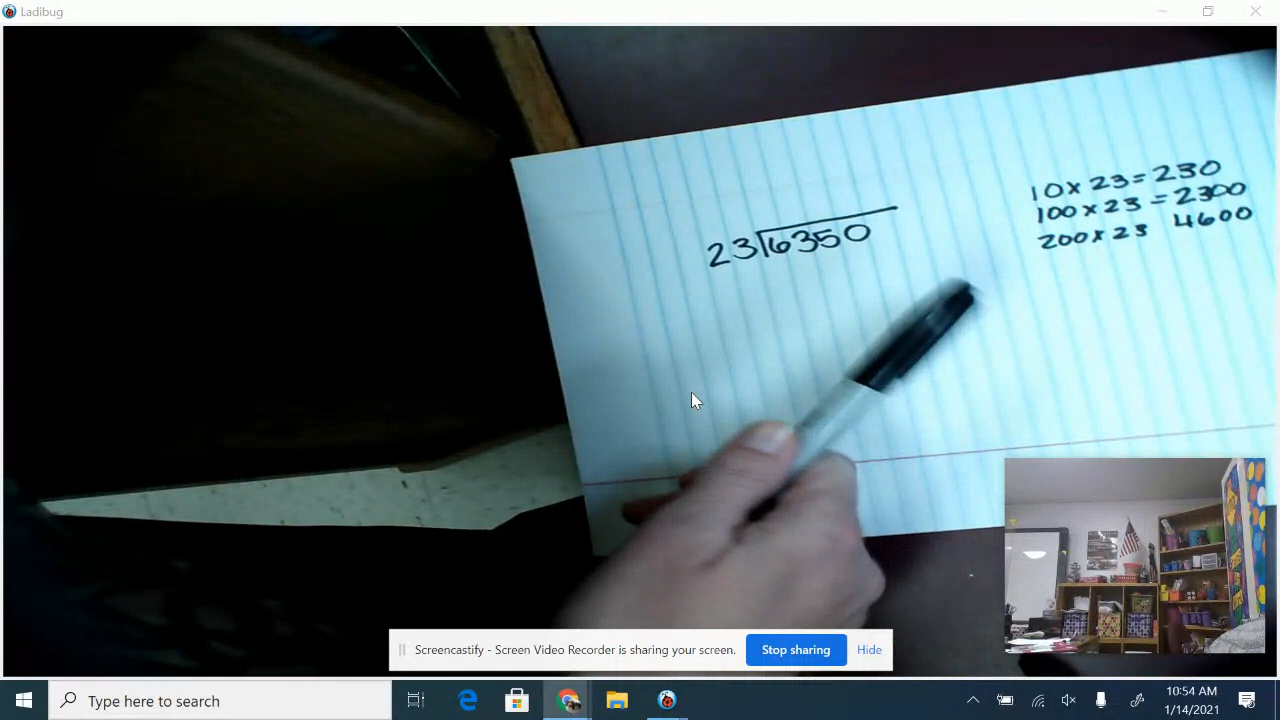 Ladibug
10 x 23 = 230
100 x 23 = 2300
200 x 23 4600
23 6350
Screencastify - Screen Video Recorder is sharing your screen.
Stop sharing
Hide
Type here to search
10:54 AM
1/14/2021